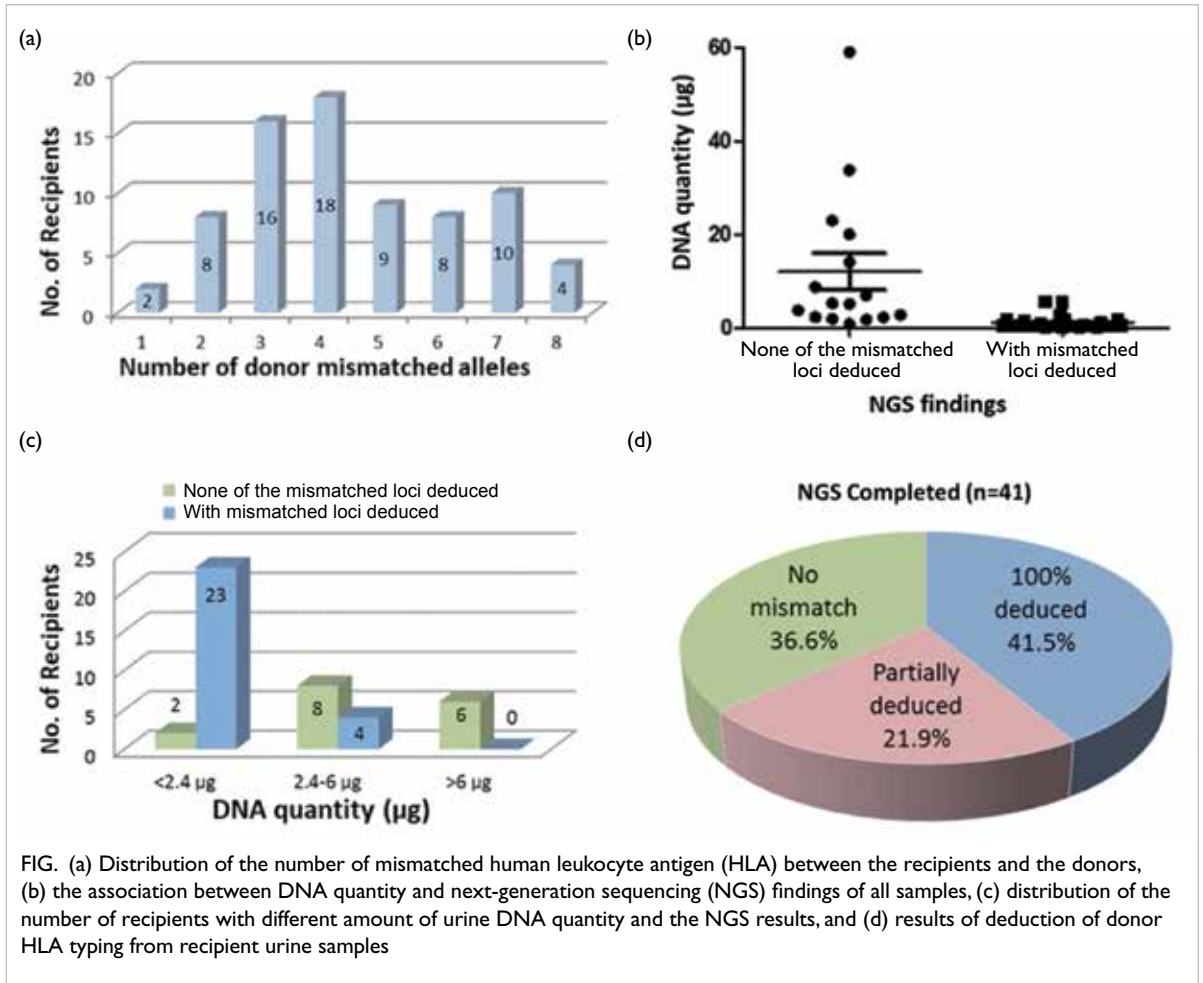 (a)
20
15
10
5
0
No. of Recipients
2
8
16
18
9
8
10
4
1 2 3 4 5 6 7 8
Number of donor mismatched alleles
(b)
60
40
20
0
DNA quantity (µg)
None of the mismatched
loci deduced
With mismatched
loci deduced
NGS findings
(c)
None of the mismatched loci deduced
With mismatched loci deduced
25
20
15
10
5
0
No. of Recipients
2
23
8
4
6
0
<2.4 µg 2.4-6 µg >6 µg
DNA quantity (µg)
(d)
NGS Completed (n=41)
No
mismatch
36.6%
100%
deduced
41.5%
Partially
deduced
21.9%
FIG. (a) Distribution of the number of mismatched human leukocyte antigen (HLA) between the recipients and the donors,
(b) the association between DNA quantity and next-generation sequencing (NGS) findings of all samples, (c) distribution of the
number of recipients with different amount of urine DNA quantity and the NGS results, and (d) results of deduction of donor
HLA typing from recipient urine samples